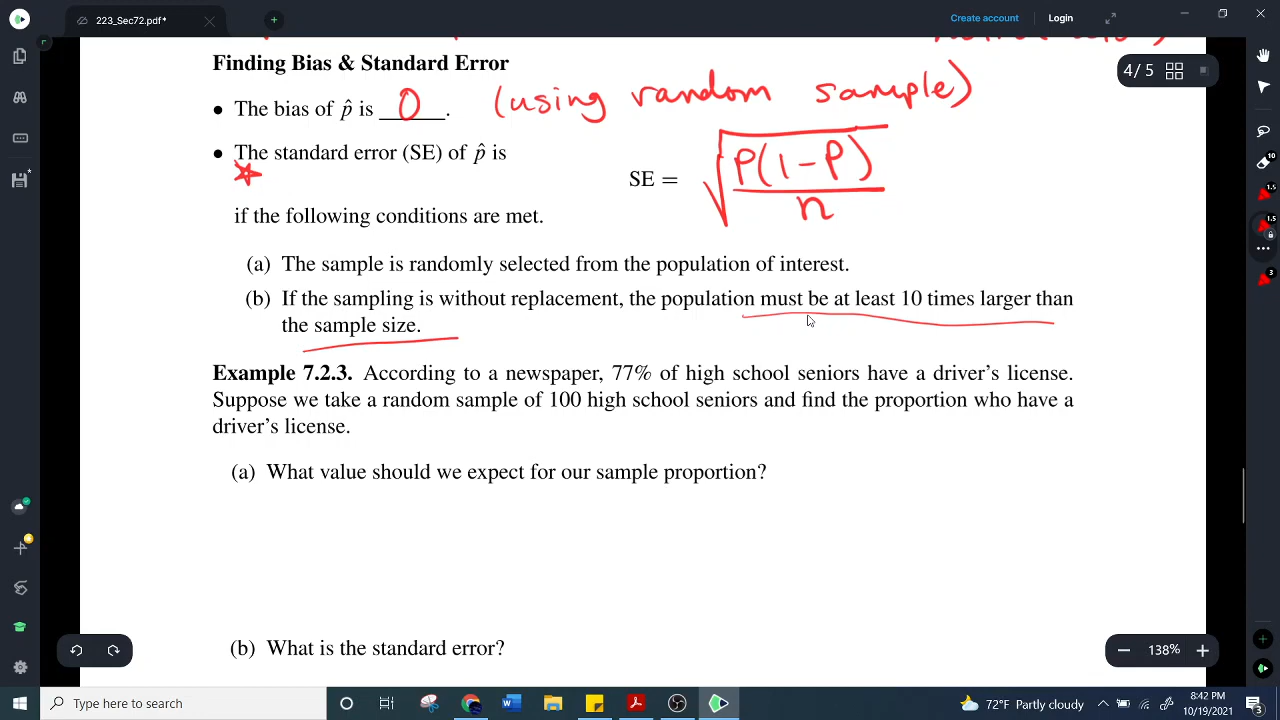 223_Sec72.pdf*
Create account
Login
4/5
Finding Bias & Standard Error
• The bias of p̂ is 0. (using random sample)
• The standard error (SE) of p̂ is
SE = √(P(1-P)/n)
if the following conditions are met.
(a) The sample is randomly selected from the population of interest.
(b) If the sampling is without replacement, the population must be at least 10 times larger than
the sample size.
Example 7.2.3. According to a newspaper, 77% of high school seniors have a driver's license.
Suppose we take a random sample of 100 high school seniors and find the proportion who have a
driver's license.
(a) What value should we expect for our sample proportion?
(b) What is the standard error?
138%
10
1.5
1.5
3
Type here to search
72°F Partly cloudy
8:42 PM
10/19/2021